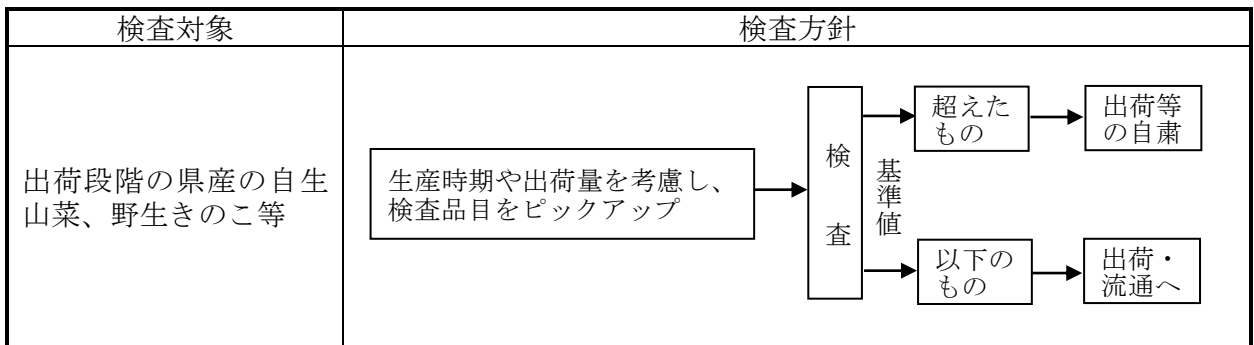 検査対象
検査方針
出荷段階の県産の自生
山菜、野生きのこ等
生産時期や出荷量を考慮し、
検査品目をピックアップ
検
査
基準値
超えた
もの
出荷等
の自粛
以下の
もの
出荷・
流通へ